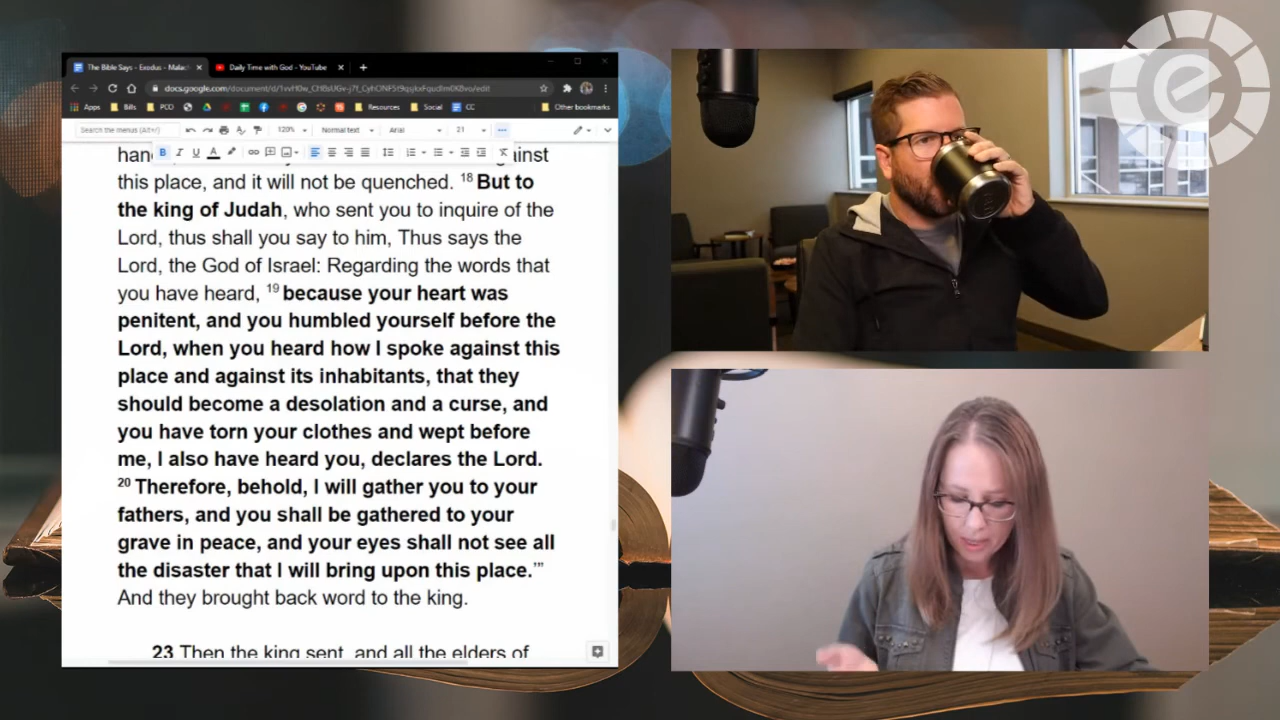 The Bible Says - Exodus - Malac
Daily Time with God - YouTube
Apps Bills PCO Resources Social CC Other bookmarks
Search the menus (Alt+/) 120% Normal text Arial 21
B I U A
this place, and it will not be quenched. 18 But to
the king of Judah, who sent you to inquire of the
Lord, thus shall you say to him, Thus says the
Lord, the God of Israel: Regarding the words that
you have heard, 19 because your heart was
penitent, and you humbled yourself before the
Lord, when you heard how I spoke against this
place and against its inhabitants, that they
should become a desolation and a curse, and
you have torn your clothes and wept before
me, I also have heard you, declares the Lord.
20 Therefore, behold, I will gather you to your
fathers, and you shall be gathered to your
grave in peace, and your eyes shall not see all
the disaster that I will bring upon this place.’”
And they brought back word to the king.
23 Then the king sent, and all the elders of
e